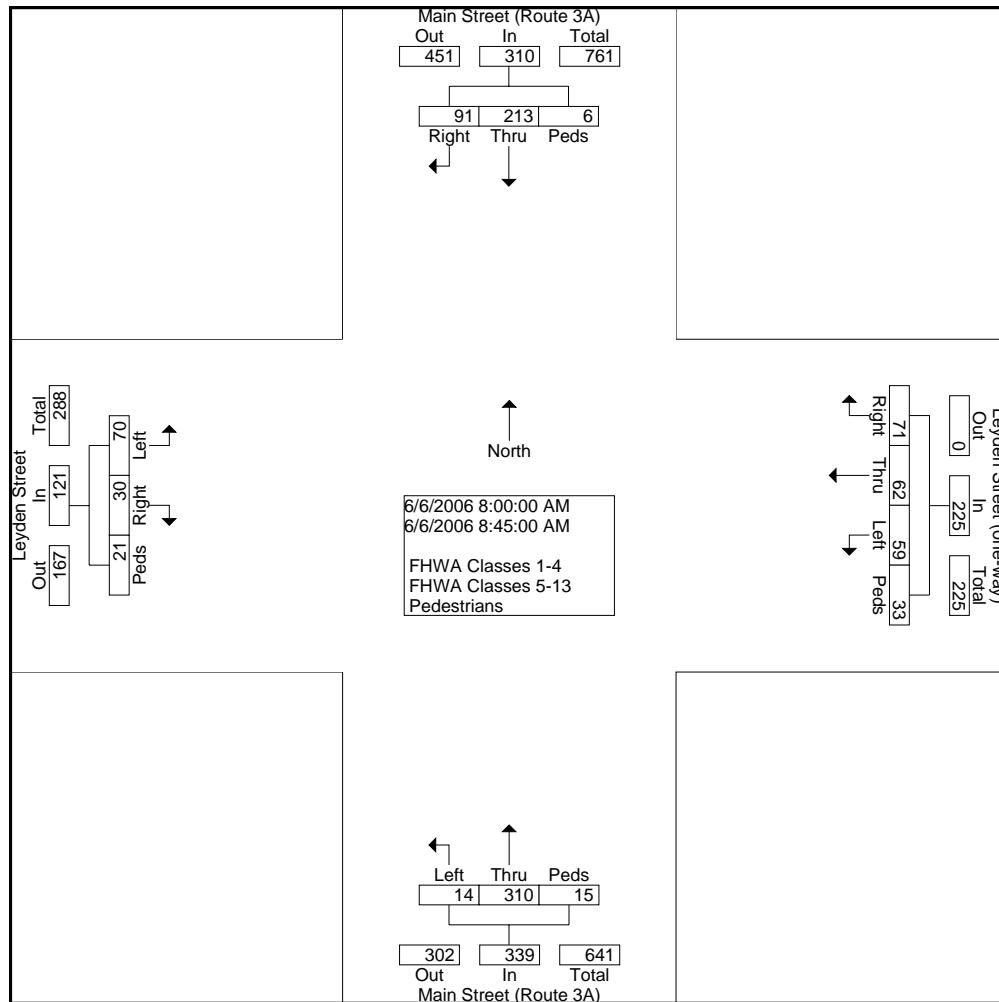 Main Street (Route 3A)
Out In Total
451 310 761
91 213 6
Right Thru Peds
Leyden Street
Total In Out
288 121 167
70 30 21
Left Right Peds
North
6/6/2006 8:00:00 AM
6/6/2006 8:45:00 AM
FHWA Classes 1-4
FHWA Classes 5-13
Pedestrians
Leyden Street (one-way)
Out In Total
0 225 225
71 62 59 33
Right Thru Left Peds
Left Thru Peds
14 310 15
302 339 641
Out In Total
Main Street (Route 3A)